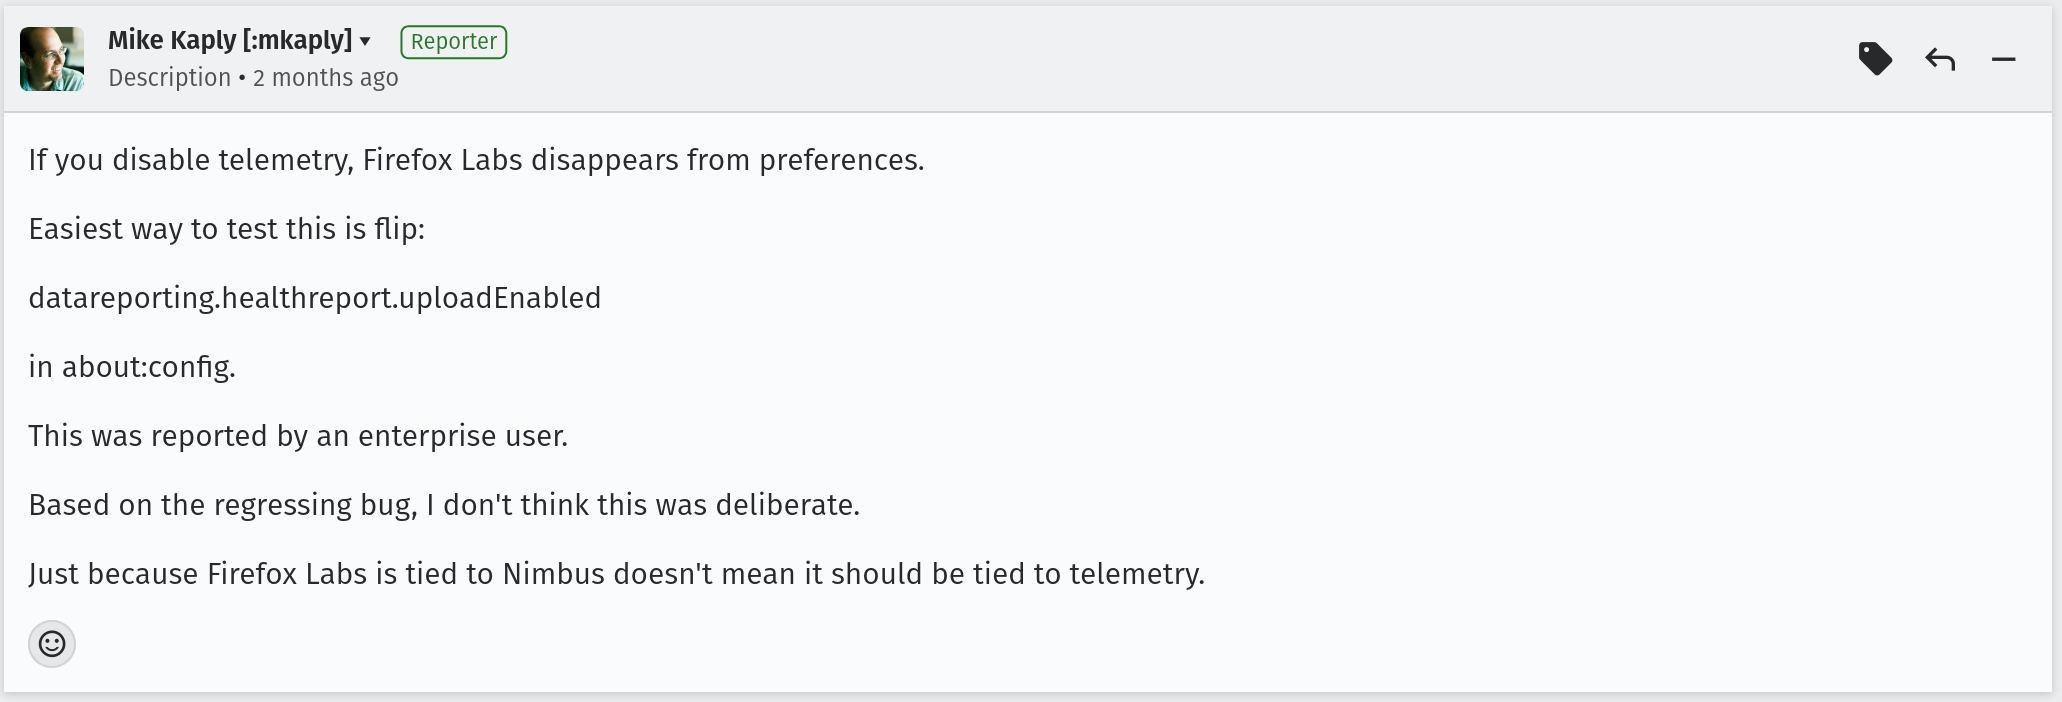 Mike Kaply [:mkaply] ▾ Reporter
Description • 2 months ago
If you disable telemetry, Firefox Labs disappears from preferences.
Easiest way to test this is flip:
datareporting.healthreport.uploadEnabled
in about:config.
This was reported by an enterprise user.
Based on the regressing bug, I don't think this was deliberate.
Just because Firefox Labs is tied to Nimbus doesn't mean it should be tied to telemetry.